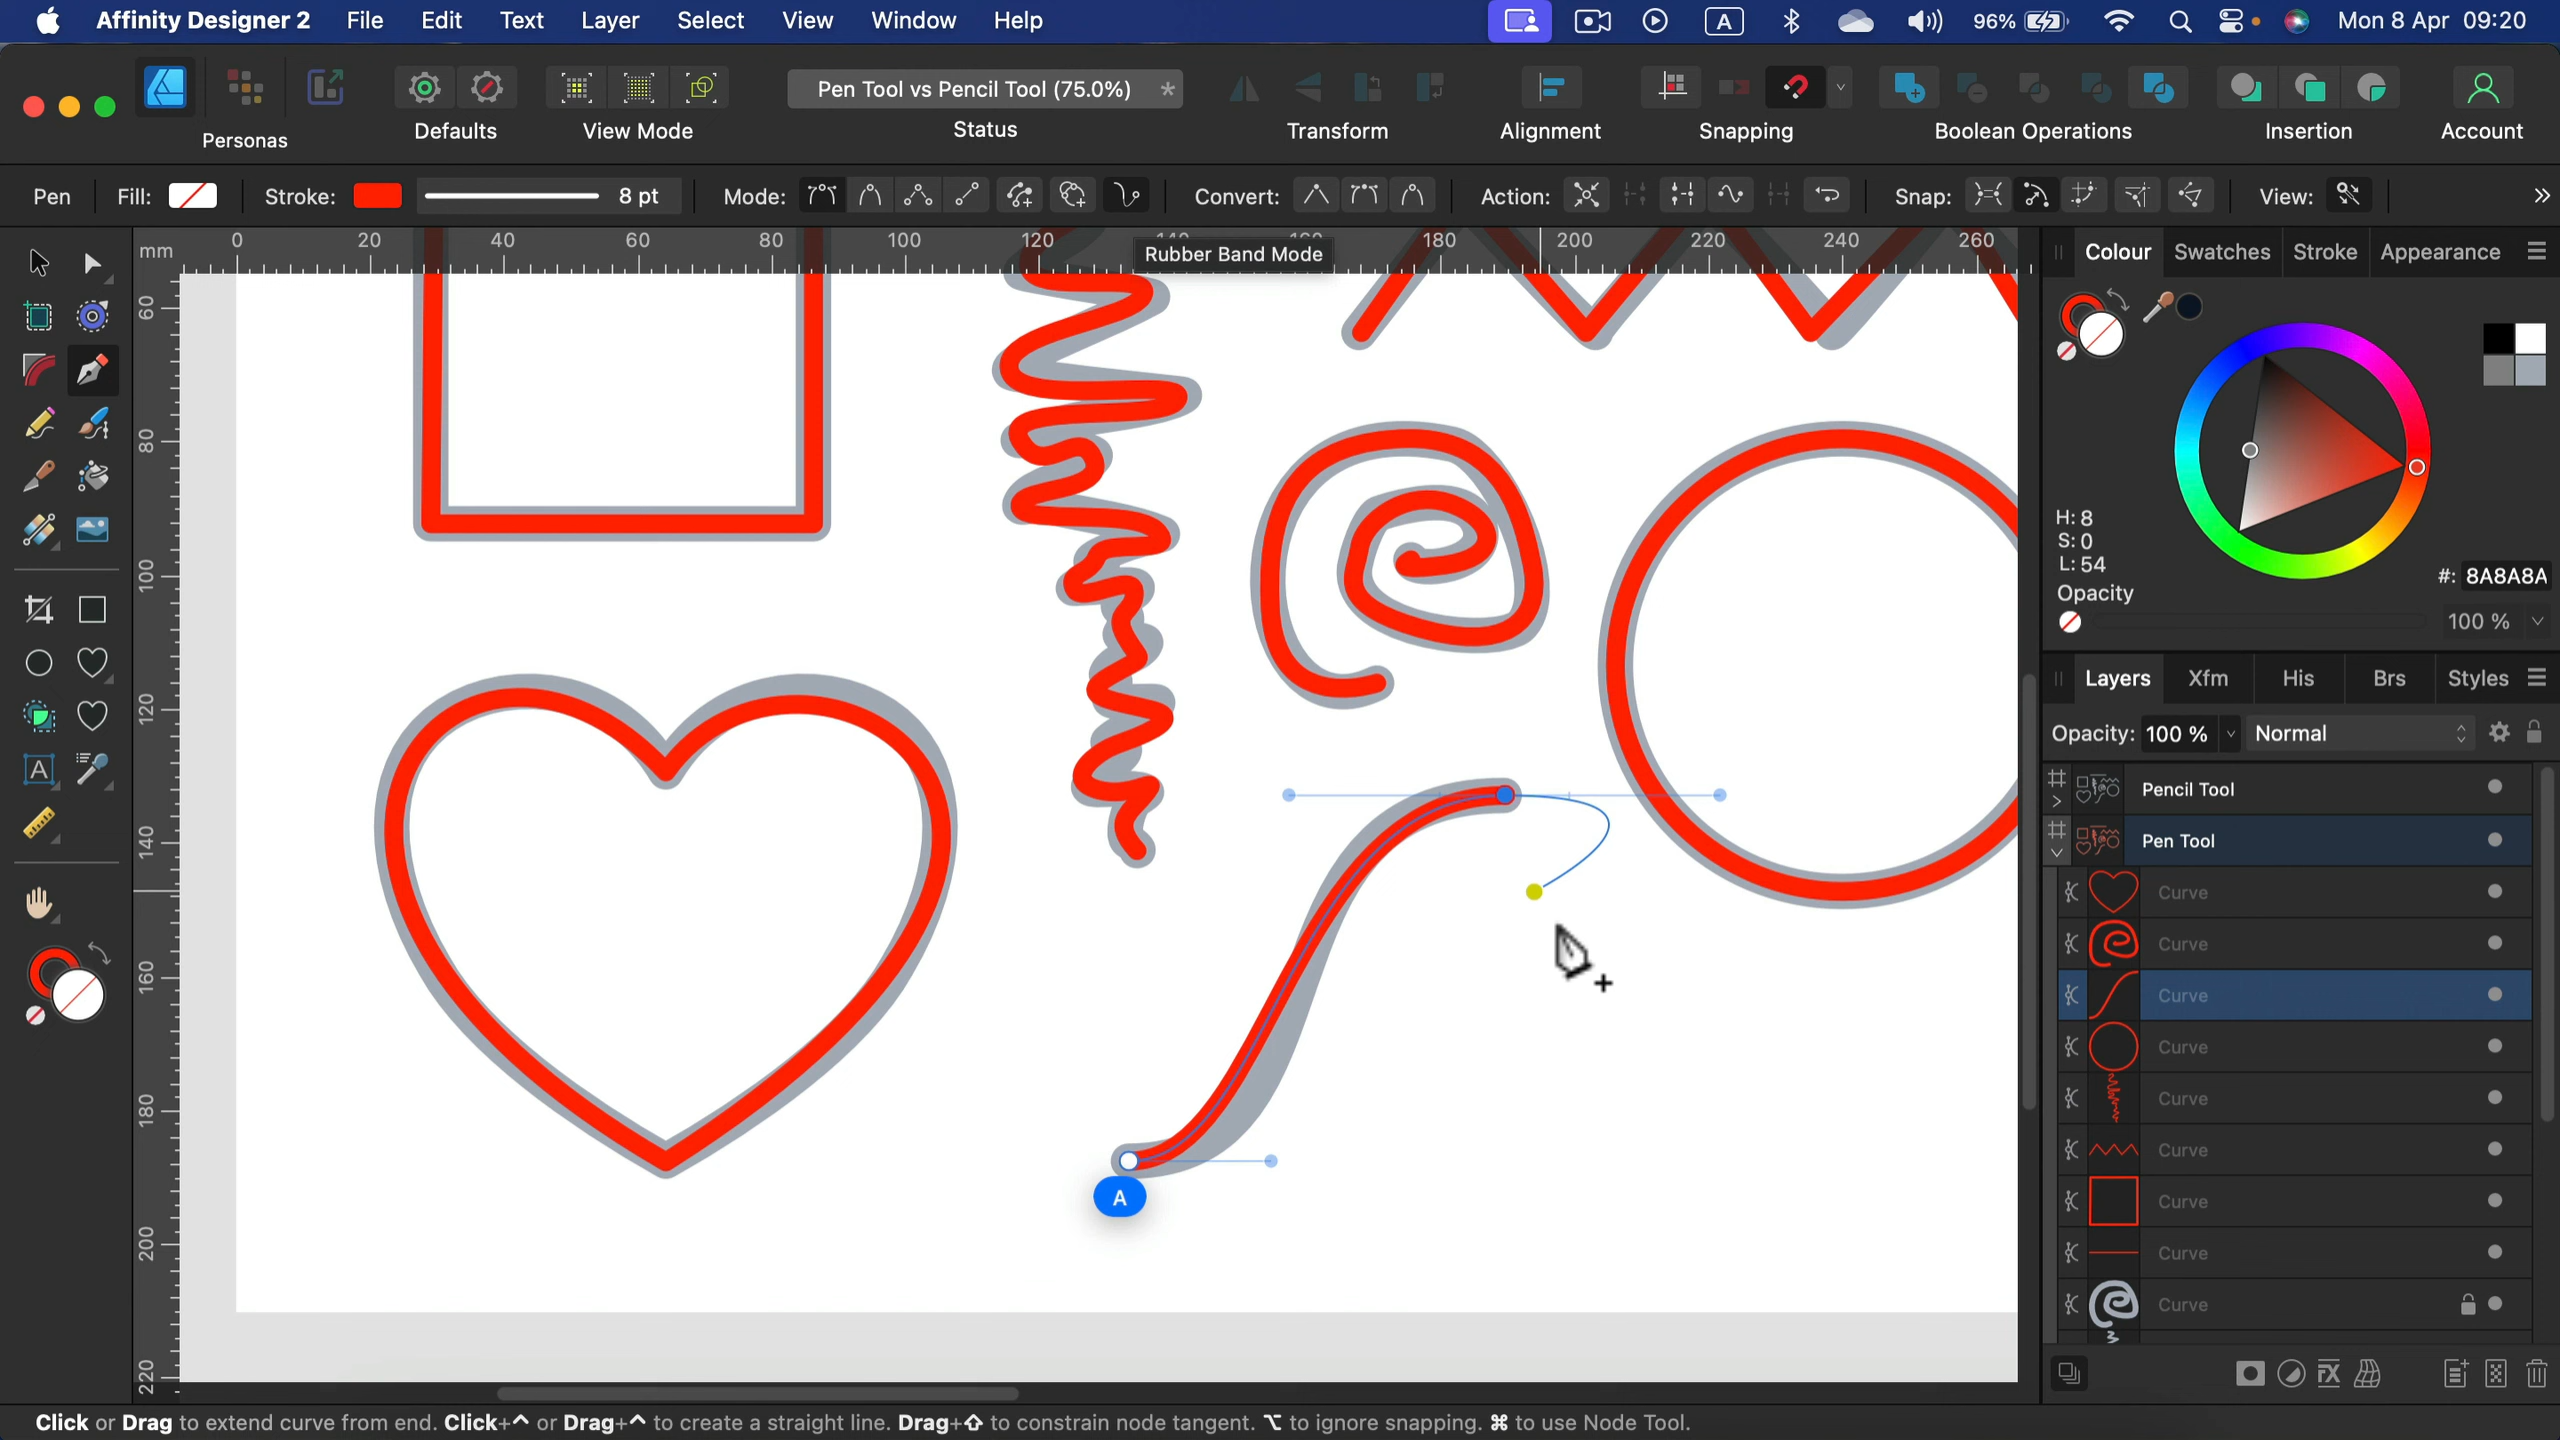 Affinity Designer 2 File Edit Text Layer Select View Window Help A 96% Mon 8 Apr 09:20
Pen Tool vs Pencil Tool (75.0%) *
Personas Defaults View Mode Status Transform Alignment Snapping Boolean Operations Insertion Account
Pen Fill: Stroke: 8 pt Mode: Convert: Action: Snap: View: »
mm 0 20 40 60 80 100 120 140 160 180 200 220 240 260
Rubber Band Mode
60
80
100
120
140
160
180
200
220
A
A
Colour Swatches Stroke Appearance
H: 8
S: 0
L: 54
#: 8A8A8A
Opacity
100 %
Layers Xfm His Brs Styles
Opacity: 100 % Normal
Pencil Tool
Pen Tool
Curve
Curve
Curve
Curve
Curve
Curve
Curve
Curve
Curve
FX
Click or Drag to extend curve from end. Click+⌃ or Drag+⌃ to create a straight line. Drag+⇧ to constrain node tangent. ⌥ to ignore snapping. ⌘ to use Node Tool.